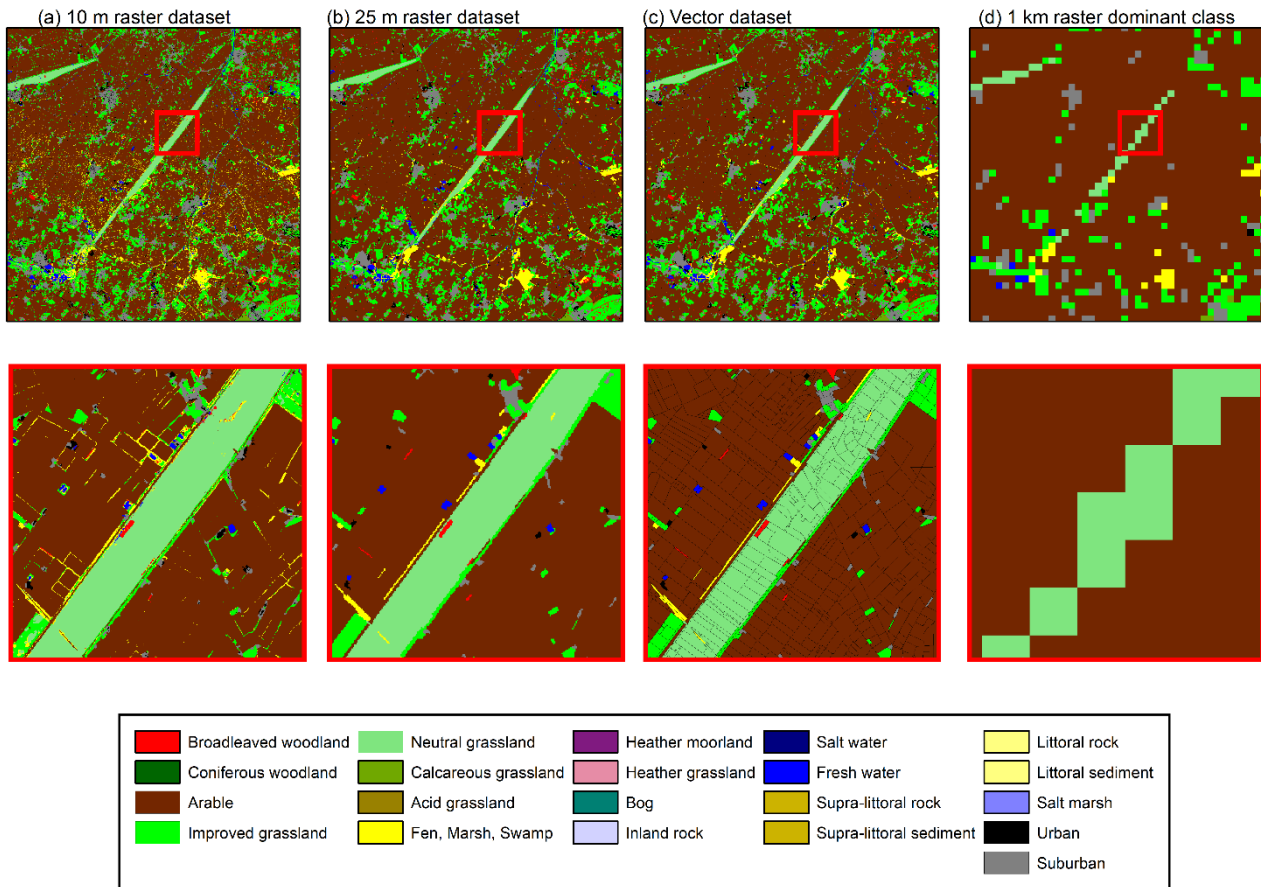 (a) 10 m raster dataset
(b) 25 m raster dataset
(c) Vector dataset
(d) 1 km raster dominant class
Broadleaved woodland
Coniferous woodland
Arable
Improved grassland
Neutral grassland
Calcareous grassland
Acid grassland
Fen, Marsh, Swamp
Heather moorland
Heather grassland
Bog
Inland rock
Salt water
Fresh water
Supra-littoral rock
Supra-littoral sediment
Littoral rock
Littoral sediment
Salt marsh
Urban
Suburban